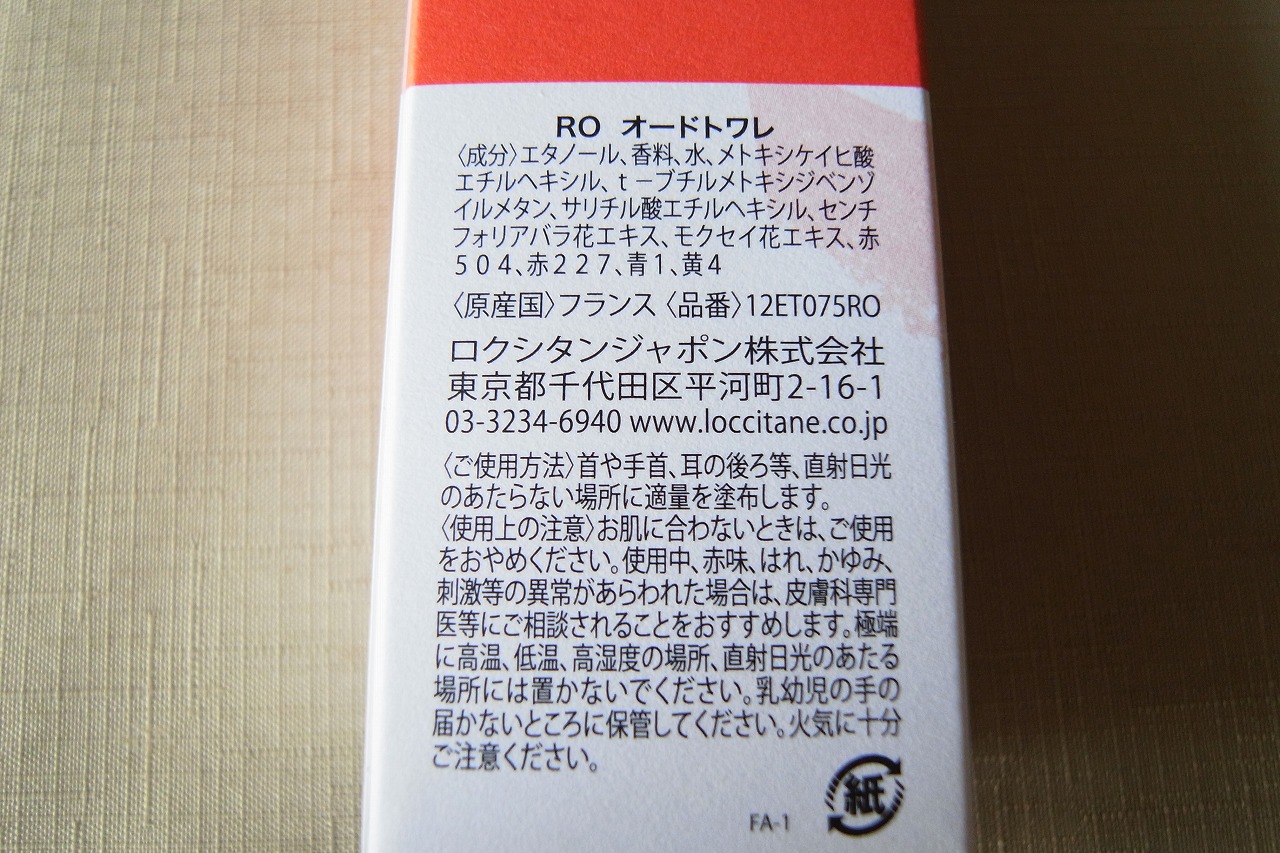 RO オードトワレ
〈成分〉エタノール、香料、水、メトキシケイヒ酸
エチルヘキシル、t－ブチルメトキシジベンゾ
イルメタン、サリチル酸エチルヘキシル、センチ
フォリアバラ花エキス、モクセイ花エキス、赤
５０４、赤２２７、青１、黄４
〈原産国〉フランス 〈品番〉12ET075RO
ロクシタンジャポン株式会社
東京都千代田区平河町2-16-1
03-3234-6940 www.loccitane.co.jp
〈ご使用方法〉首や手首、耳の後ろ等、直射日光
のあたらない場所に適量を塗布します。
〈使用上の注意〉お肌に合わないときは、ご使用
をおやめください。使用中、赤味、はれ、かゆみ、
刺激等の異常があらわれた場合は、皮膚科専門
医等にご相談されることをおすすめします。極端
に高温、低温、高湿度の場所、直射日光のあたる
場所には置かないでください。乳幼児の手の
届かないところに保管してください。火気に十分
ご注意ください。
紙
FA-1